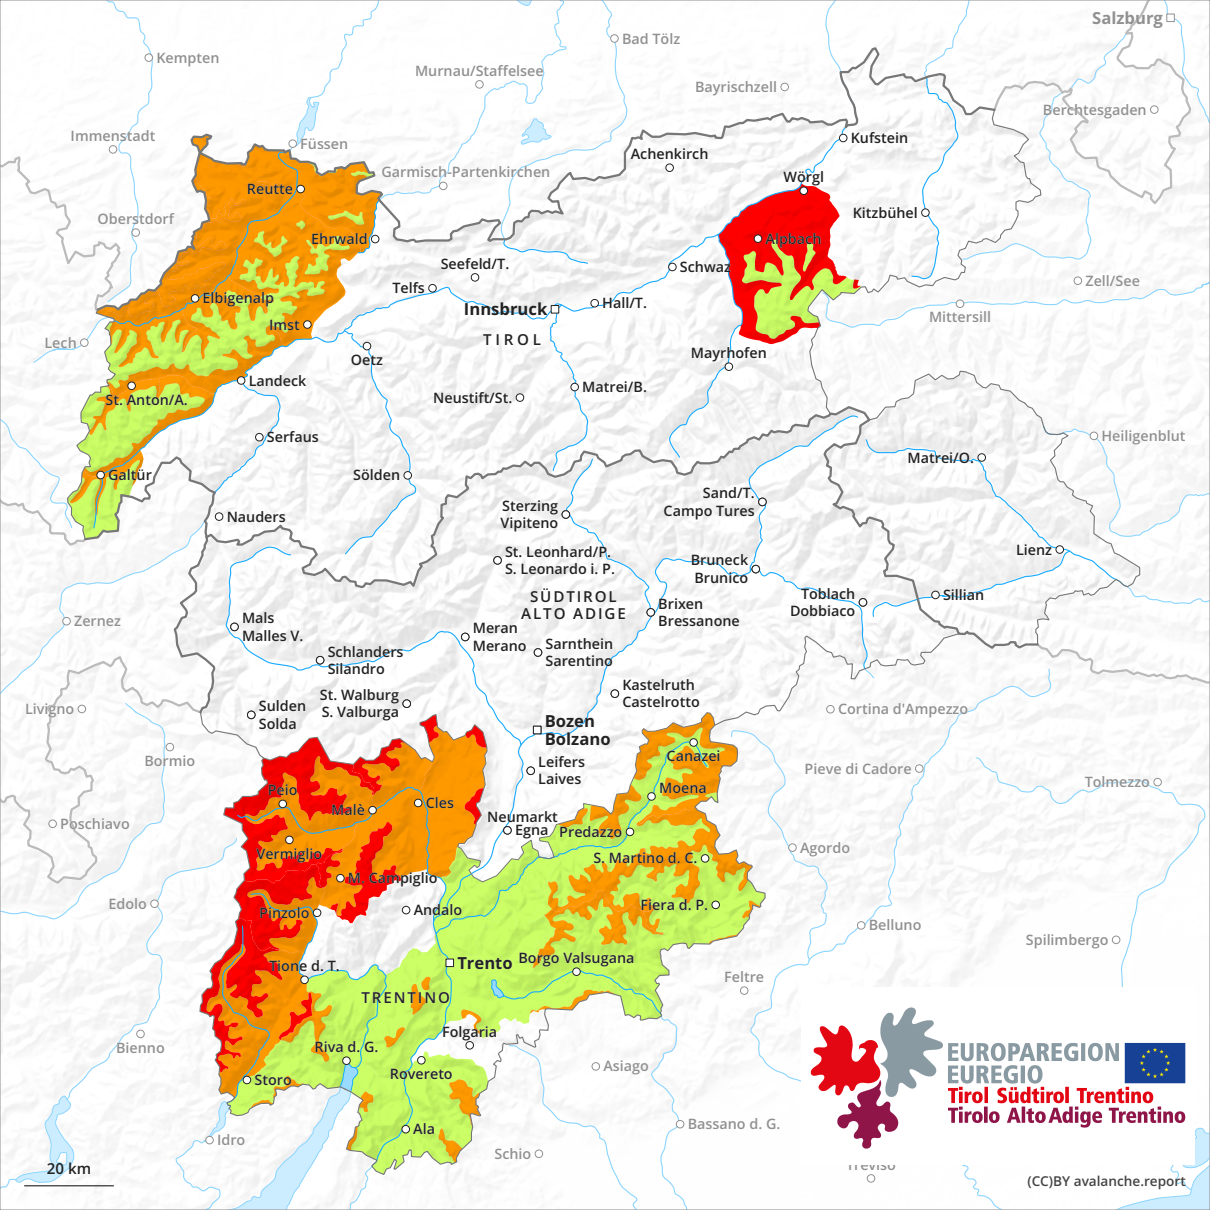 Salzburg
Bad Tölz
Kempten
Murnau/Staffelsee
Bayrischzell
Berchtesgaden
Immenstadt
Füssen
Kufstein
Achenkirch
Garmisch-Partenkirchen
Wörgl
Reutte
Oberstdorf
Kitzbühel
Ehrwald
Alpbach
Seefeld/T.
Schwaz
Zell/See
Telfs
Elbigenalp
Innsbruck
Hall/T.
Mittersill
Imst
TIROL
Lech
Oetz
Mayrhofen
Landeck
Matrei/B.
St. Anton/A.
Neustift/St.
Serfaus
Heiligenblut
Matrei/O.
Galtür
Sölden
Sand/T.
Campo Tures
Sterzing
Vipiteno
Nauders
Lienz
St. Leonhard/P.
S. Leonardo i. P.
Bruneck
Brunico
SÜDTIROL
ALTO ADIGE
Toblach
Dobbiaco
Sillian
Brixen
Bressanone
Zernez
Mals
Malles V.
Meran
Merano
Sarnthein
Sarentino
Schlanders
Silandro
Kastelruth
Castelrotto
St. Walburg
S. Valburga
Livigno
Sulden
Solda
Cortina d'Ampezzo
Bozen
Bolzano
Bormio
Canazei
Leifers
Laives
Pieve di Cadore
Tolmezzo
Peio
Moena
Malè
Cles
Neumarkt
Egna
Predazzo
Poschiavo
Vermiglio
S. Martino d. C.
Agordo
M. Campiglio
Edolo
Pinzolo
Andalo
Fiera d. P.
Belluno
Spilimbergo
Tione d. T.
Trento
Borgo Valsugana
Feltre
TRENTINO
Folgaria
Bienno
Riva d. G.
Rovereto
Asiago
Storo
EUROPAREGION
EUREGIO
Tirol Südtirol Trentino
Tirolo Alto Adige Trentino
Ala
Bassano d. G.
Idro
Schio
Treviso
20 km
(CC)BY avalanche.report